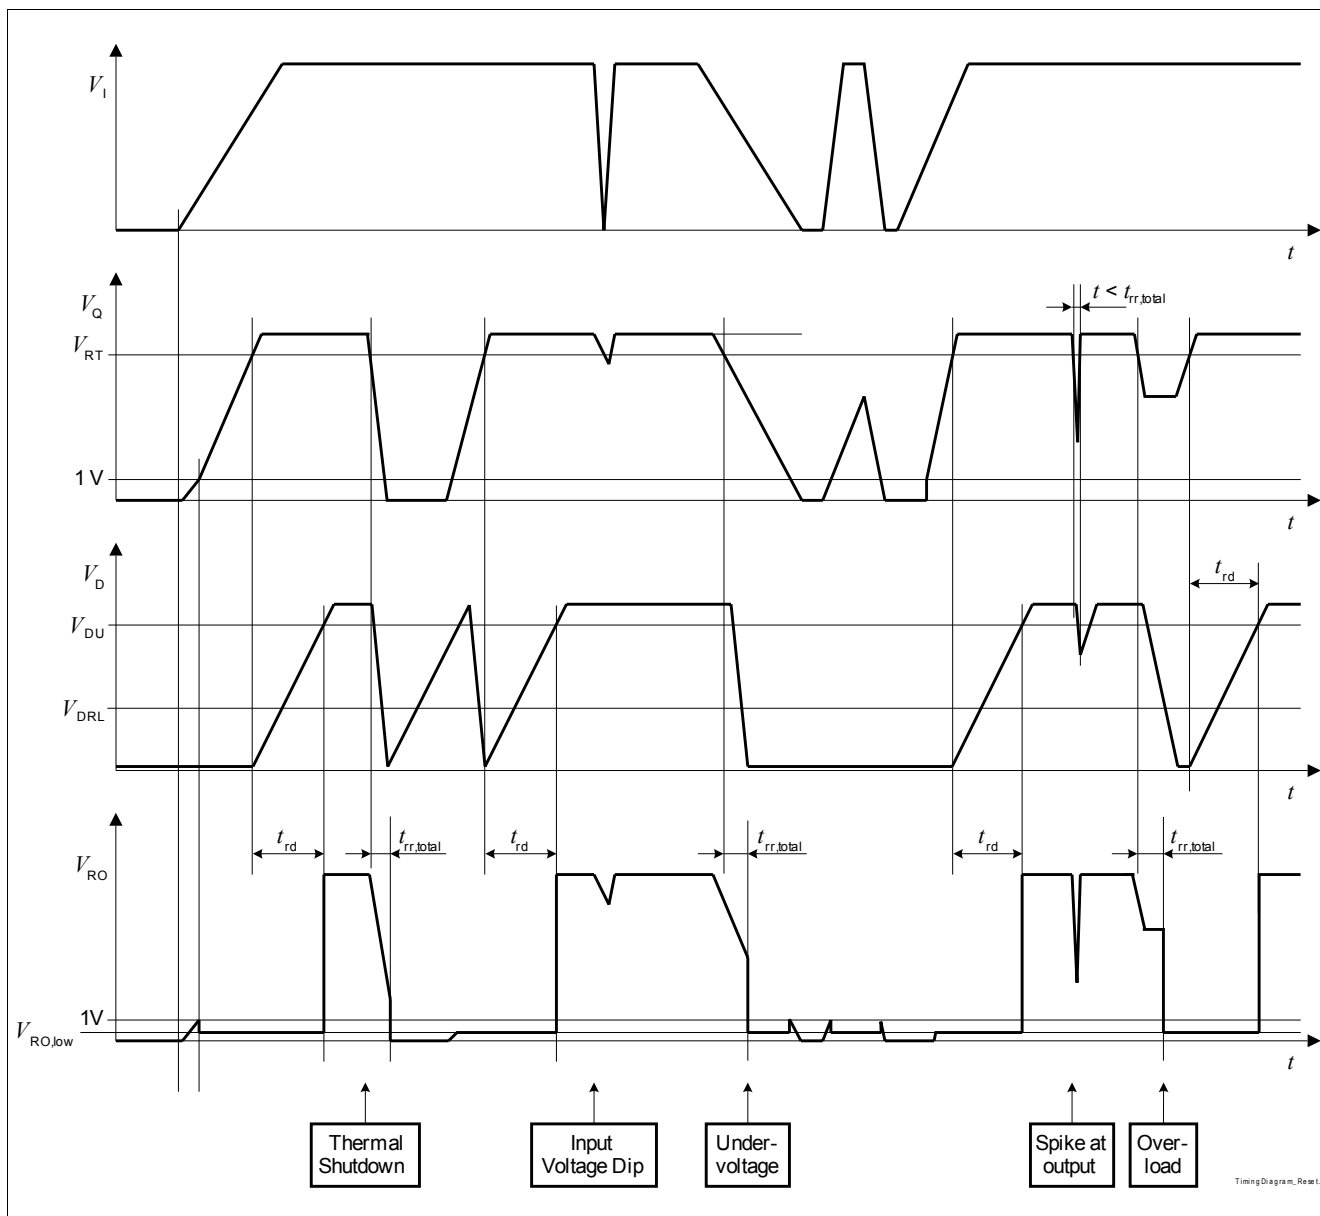 V_I
t
V_Q
t < t_rr,total
V_RT
1 V
t
V_D
t_rd
V_DU
V_DRL
t
t_rd
t_rr,total
t_rd
t_rr,total
t_rd
t_rr,total
V_RO
1V
V_RO,low
t
Thermal
Shutdown
Input
Voltage Dip
Under-
voltage
Spike at
output
Over-
load
TimingDiagram_Reset.